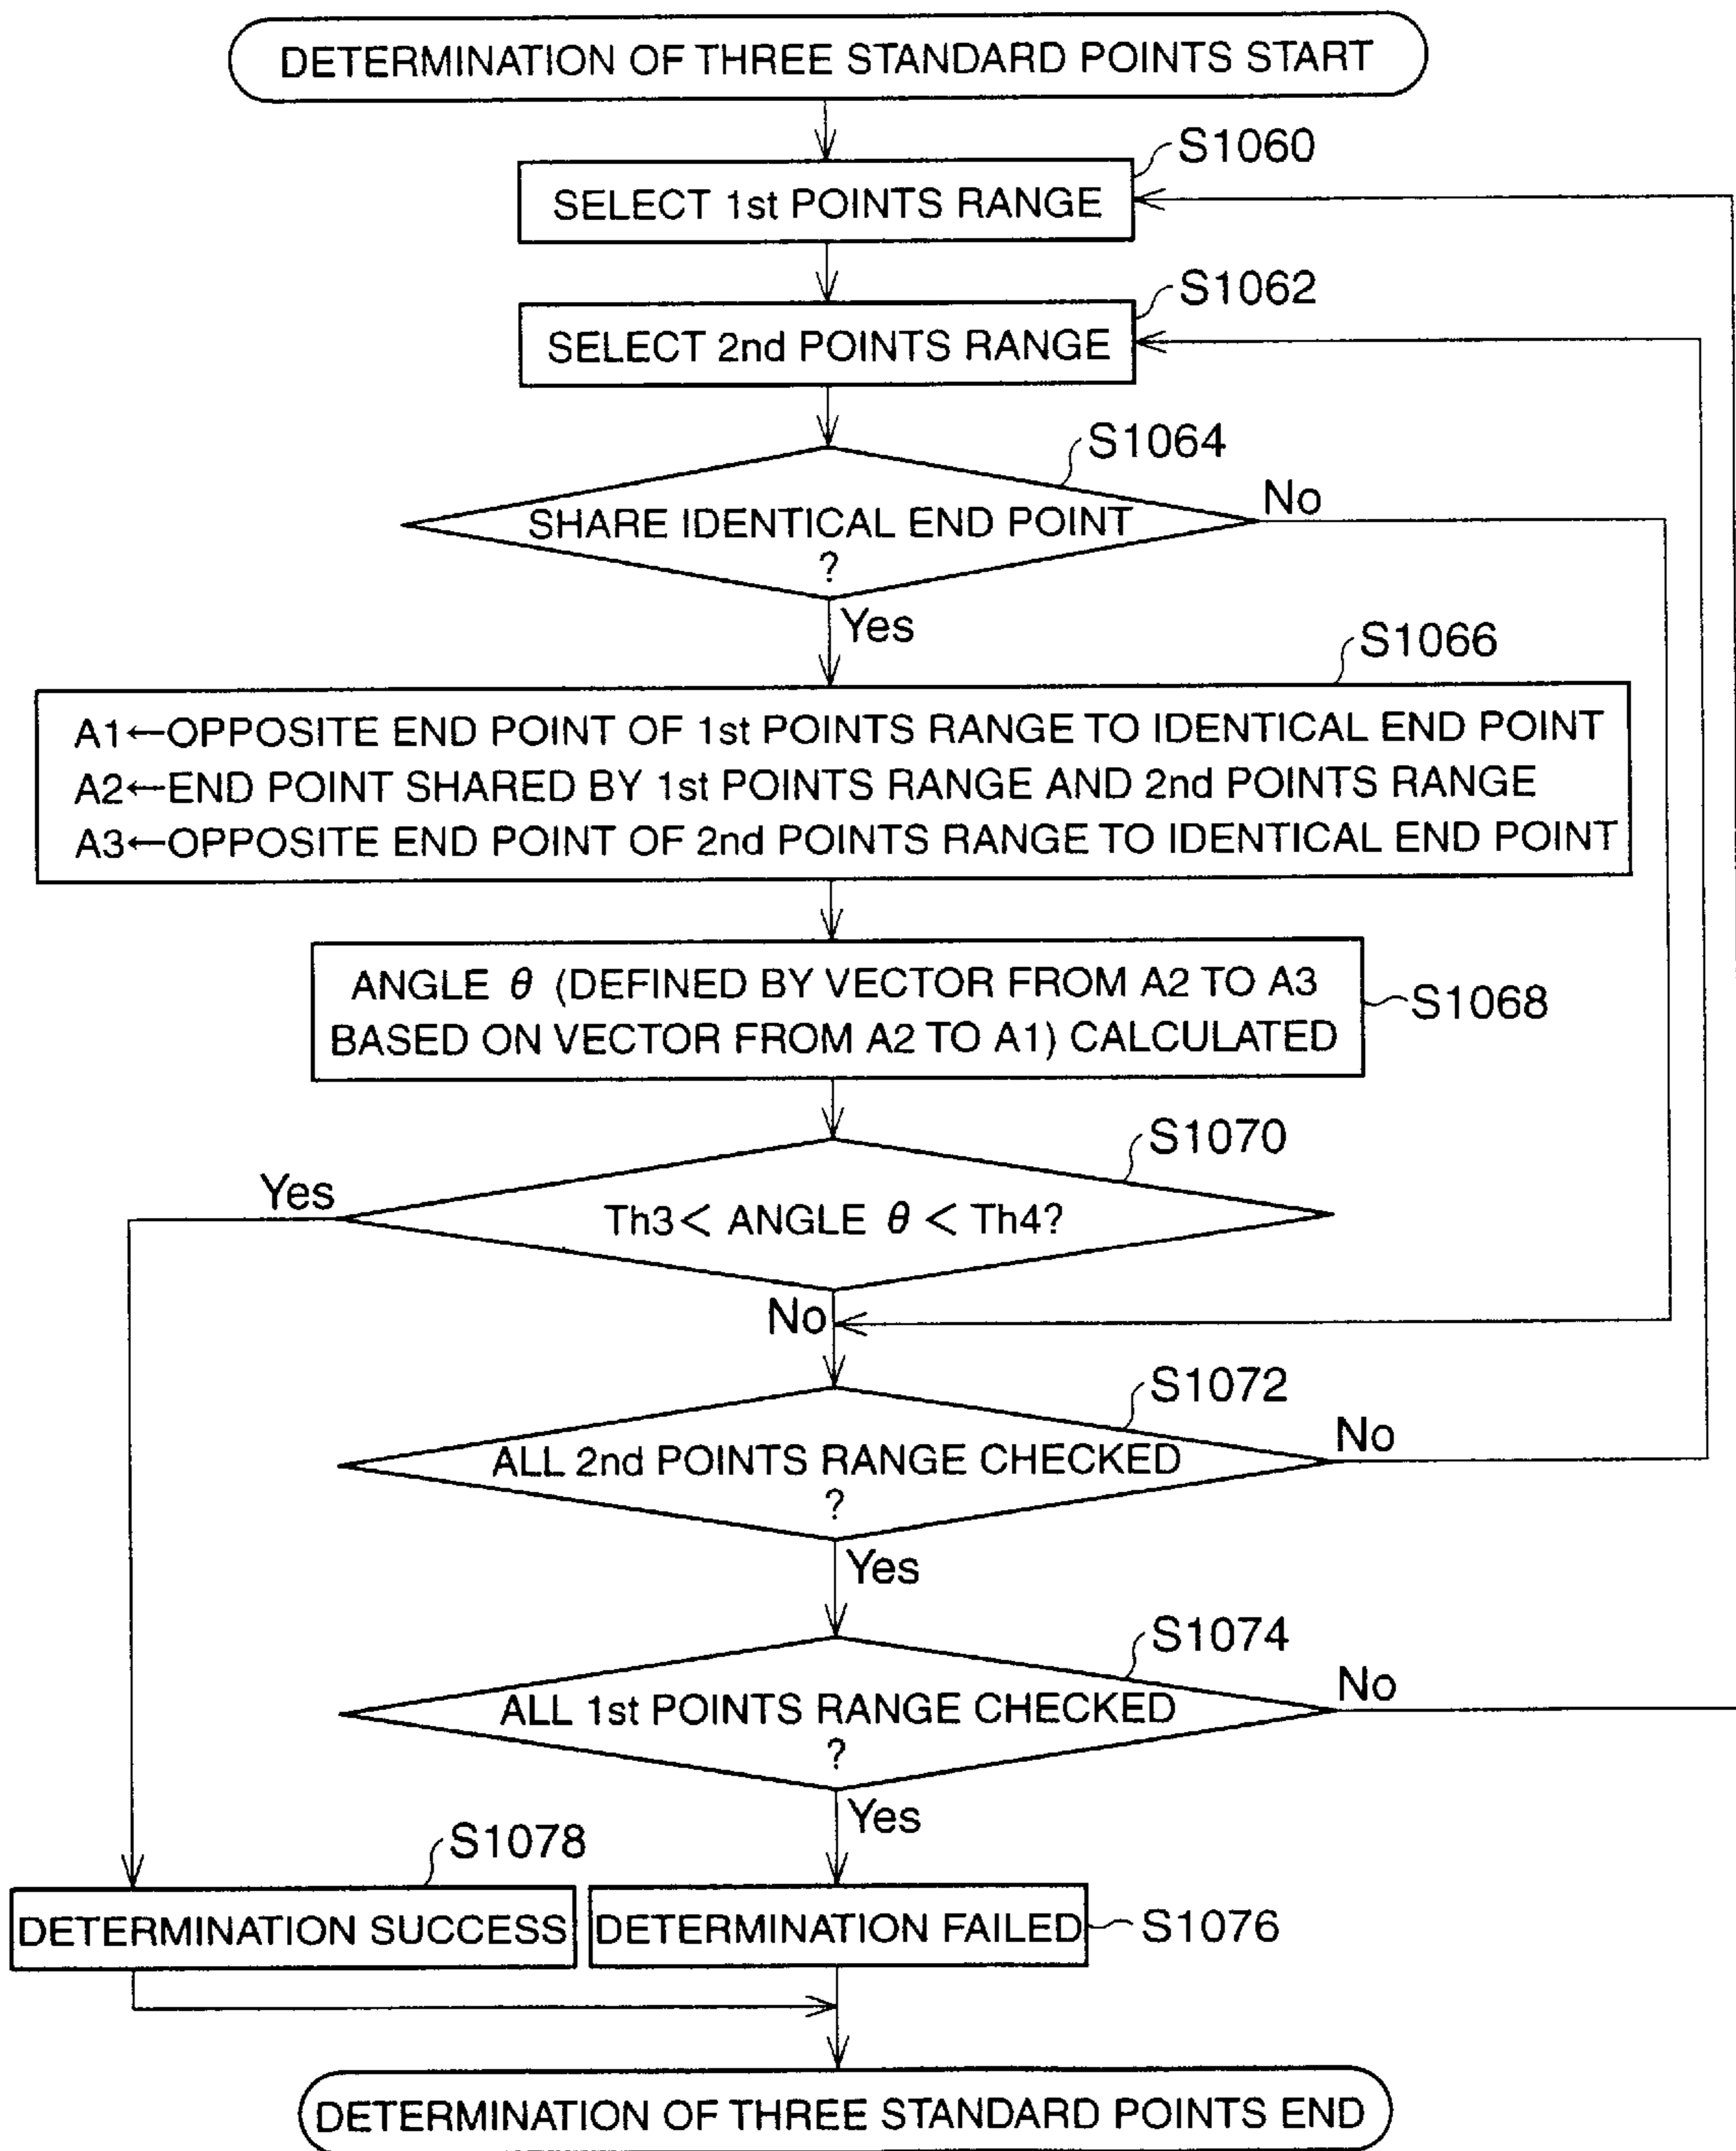 DETERMINATION OF THREE STANDARD POINTS START
S1060
SELECT 1st POINTS RANGE
S1062
SELECT 2nd POINTS RANGE
S1064
No
SHARE IDENTICAL END POINT
?
Yes
S1066
A1←OPPOSITE END POINT OF 1st POINTS RANGE TO IDENTICAL END POINT
A2←END POINT SHARED BY 1st POINTS RANGE AND 2nd POINTS RANGE
A3←OPPOSITE END POINT OF 2nd POINTS RANGE TO IDENTICAL END POINT
ANGLE θ (DEFINED BY VECTOR FROM A2 TO A3
BASED ON VECTOR FROM A2 TO A1) CALCULATED
S1068
S1070
Yes
Th3< ANGLE θ < Th4?
No
S1072
No
ALL 2nd POINTS RANGE CHECKED
?
Yes
S1074
No
ALL 1st POINTS RANGE CHECKED
?
Yes
S1078
DETERMINATION SUCCESS
DETERMINATION FAILED
S1076
DETERMINATION OF THREE STANDARD POINTS END